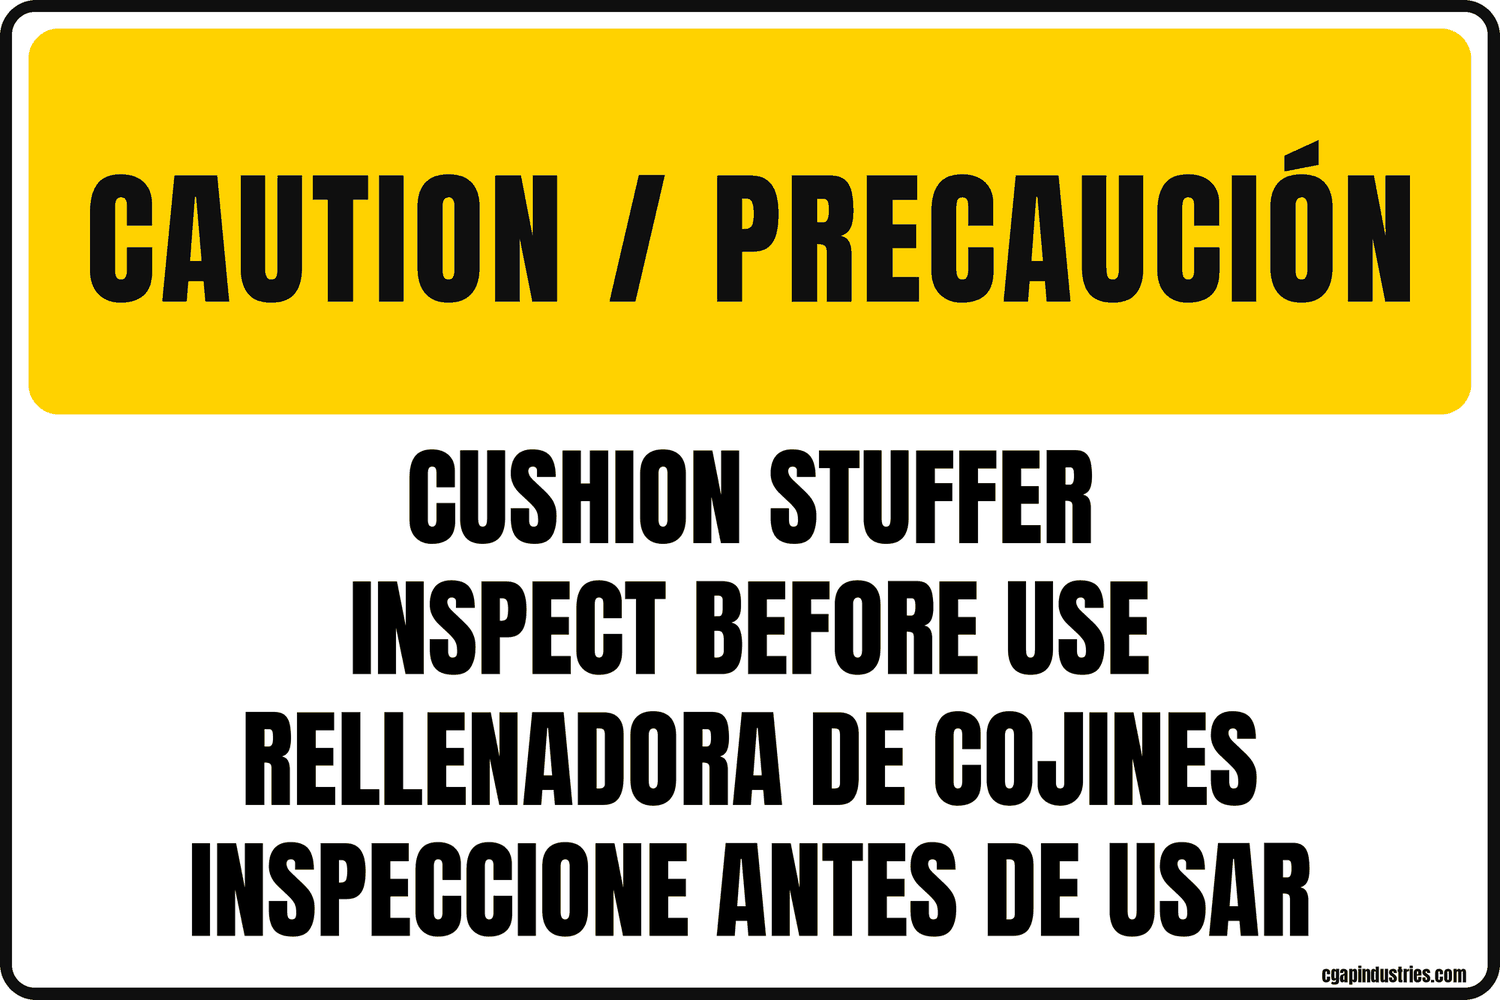 CAUTION / PRECAUCIÓN
CUSHION STUFFER
INSPECT BEFORE USE
RELLENADORA DE COJINES
INSPECCIONE ANTES DE USAR
cgapindustries.com